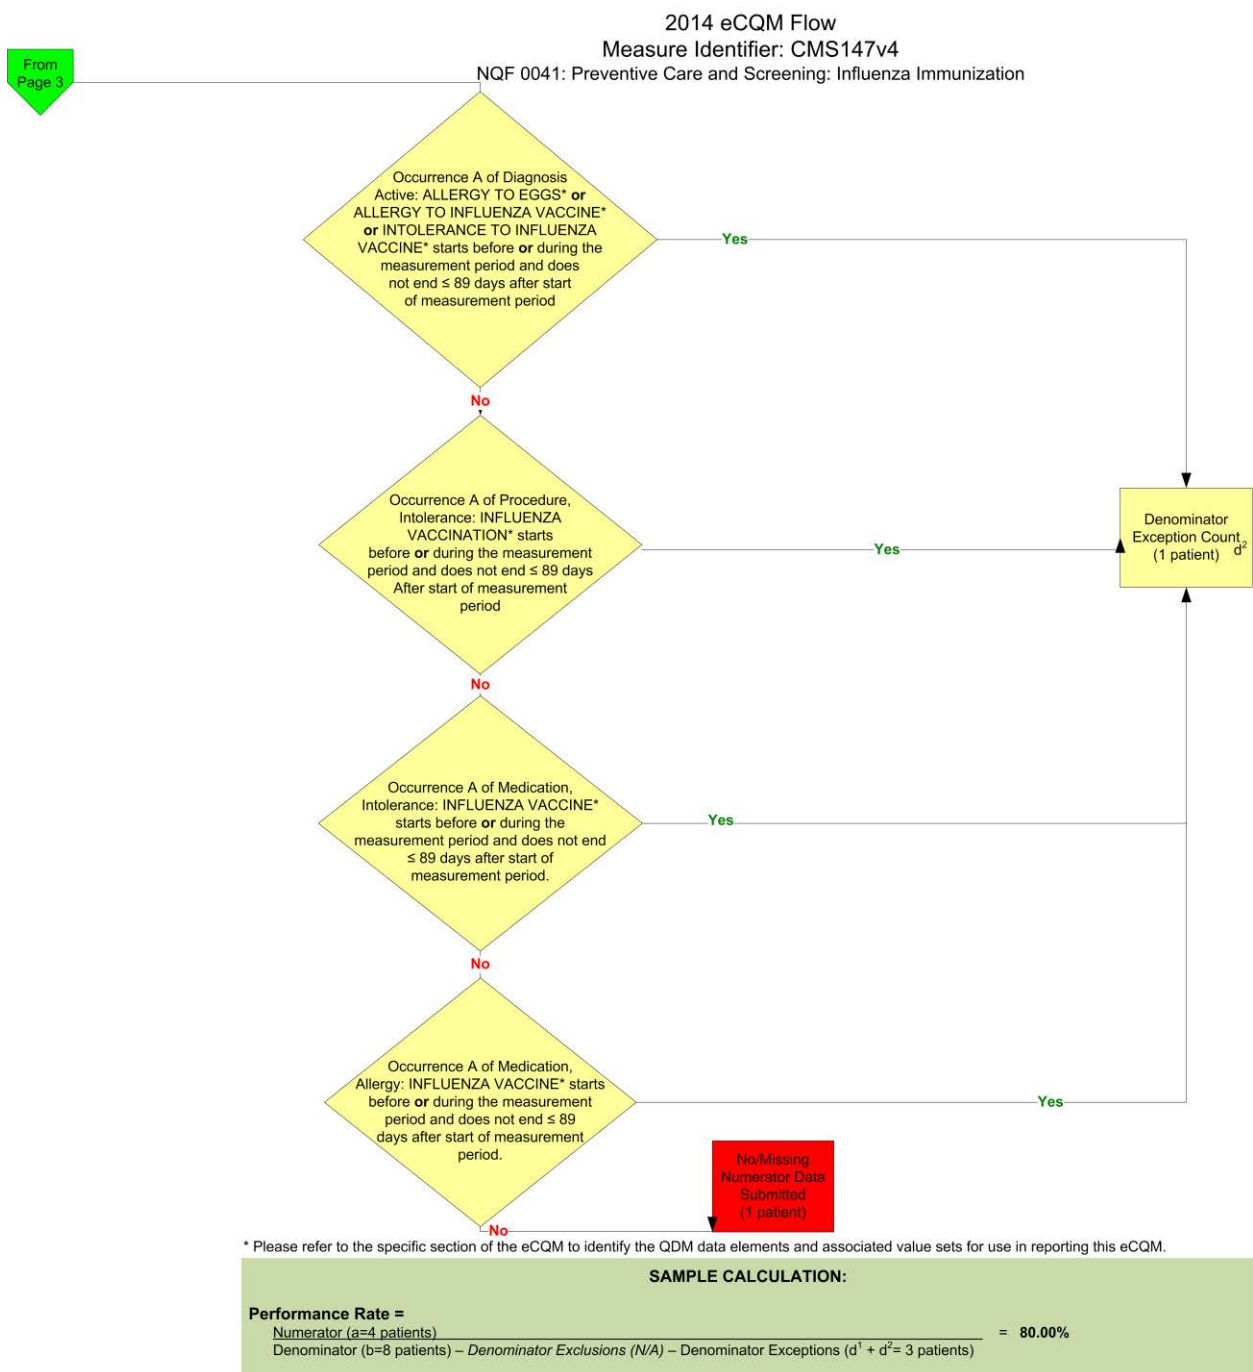 2014 eCQM Flow
Measure Identifier: CMS147v4
NQF 0041: Preventive Care and Screening: Influenza Immunization
From
Page 3
Occurrence A of Diagnosis
Active: ALLERGY TO EGGS* or
ALLERGY TO INFLUENZA VACCINE*
or INTOLERANCE TO INFLUENZA
VACCINE* starts before or during the
measurement period and does
not end ≤ 89 days after start
of measurement period
Yes
No
Occurrence A of Procedure,
Intolerance: INFLUENZA
VACCINATION* starts
before or during the measurement
period and does not end ≤ 89 days
After start of measurement
period
Yes
Denominator
Exception Count
(1 patient) d²
No
Occurrence A of Medication,
Intolerance: INFLUENZA VACCINE*
starts before or during the
measurement period and does not end
≤ 89 days after start of
measurement period.
Yes
No
Occurrence A of Medication,
Allergy: INFLUENZA VACCINE* starts
before or during the measurement
period and does not end ≤ 89
days after start of measurement
period.
Yes
No
No/Missing
Numerator Data
Submitted
(1 patient)
* Please refer to the specific section of the eCQM to identify the QDM data elements and associated value sets for use in reporting this eCQM.
SAMPLE CALCULATION:
Performance Rate =
Numerator (a=4 patients) = 80.00%
Denominator (b=8 patients) – Denominator Exclusions (N/A) – Denominator Exceptions (d¹ + d²= 3 patients)